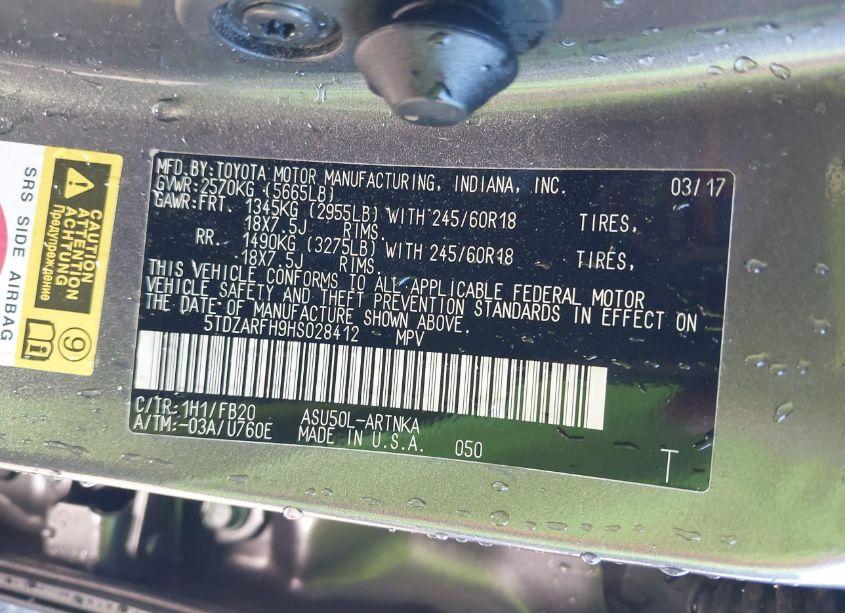 MFD.BY:TOYOTA MOTOR MANUFACTURING, INDIANA, INC. 03/17
GVWR:2570KG (5665LB)
GAWR:FRT. 1345KG (2955LB) WITH 245/60R18 TIRES,
18X7.5J RIMS.
RR. 1490KG (3275LB) WITH 245/60R18 TIRES,
18X7.5J RIMS.
THIS VEHICLE CONFORMS TO ALL APPLICABLE FEDERAL MOTOR
VEHICLE SAFETY AND THEFT PREVENTION STANDARDS IN EFFECT ON
THE DATE OF MANUFACTURE SHOWN ABOVE.
5TDZARFH9HS028412 MPV
C/TR:1H1/FB20 ASU50L-ARTNKA
A/TM:-03A/U760E MADE IN U.S.A. 050 T
SRS SIDE AIRBAG
CAUTION
ATTENTION
ACHTUNG
Предупреждение
9